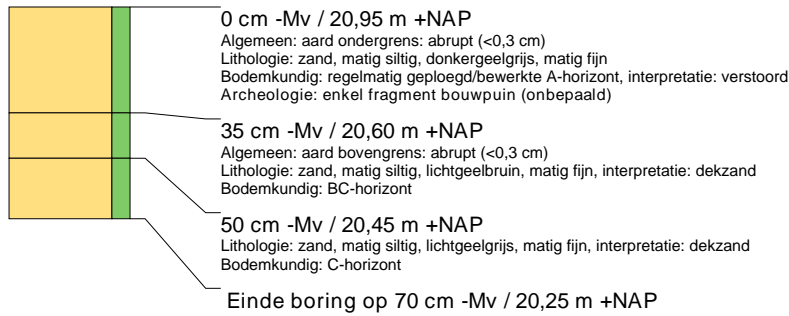 0 cm -Mv / 20,95 m +NAP
Algemeen: aard ondergrens: abrupt (<0,3 cm)
Lithologie: zand, matig siltig, donkergeelgrijs, matig fijn
Bodemkundig: regelmatig geploegd/bewerkte A-horizont, interpretatie: verstoord
Archeologie: enkel fragment bouwpuin (onbepaald)
35 cm -Mv / 20,60 m +NAP
Algemeen: aard bovengrens: abrupt (<0,3 cm)
Lithologie: zand, matig siltig, lichtgeelbruin, matig fijn, interpretatie: dekzand
Bodemkundig: BC-horizont
50 cm -Mv / 20,45 m +NAP
Lithologie: zand, matig siltig, lichtgeelgrijs, matig fijn, interpretatie: dekzand
Bodemkundig: C-horizont
Einde boring op 70 cm -Mv / 20,25 m +NAP